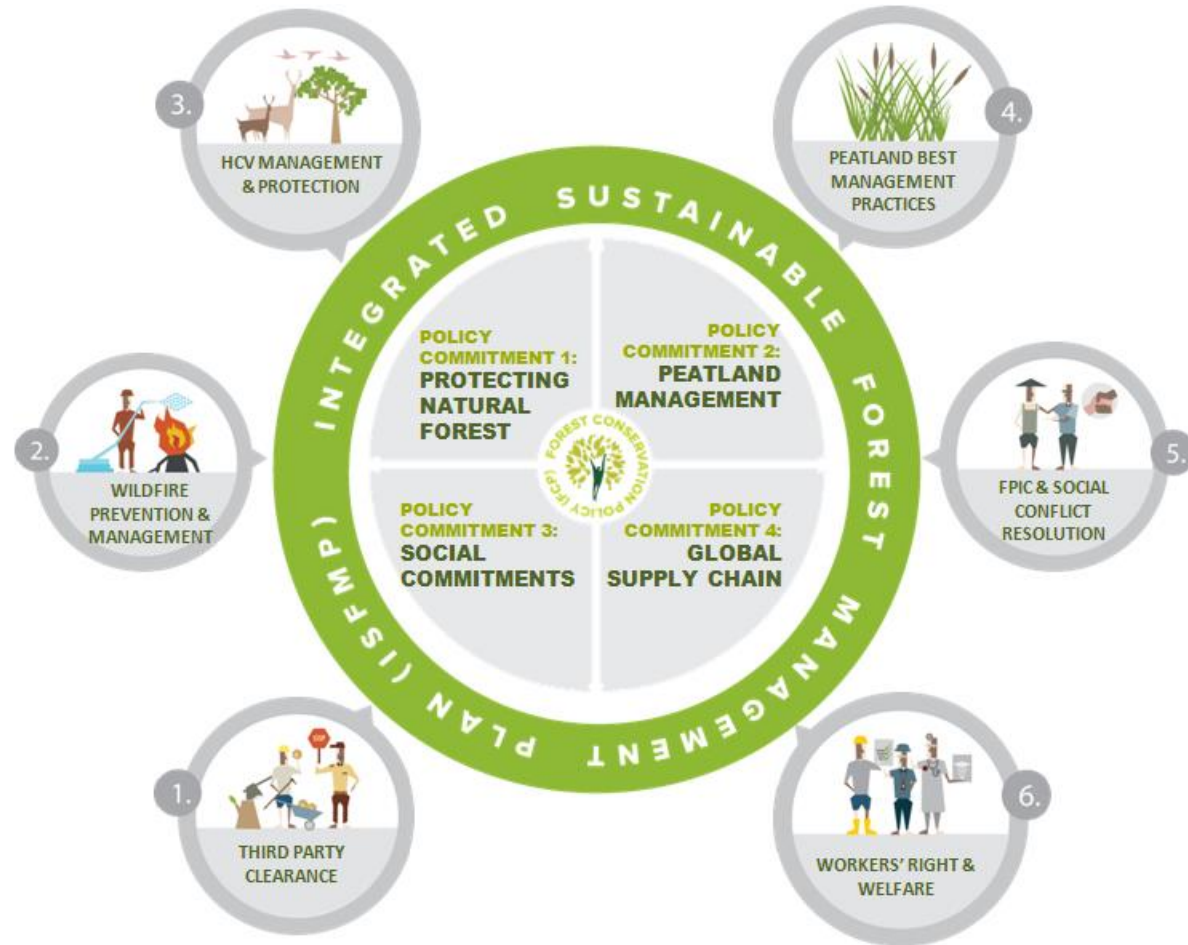 3.
HCV MANAGEMENT
& PROTECTION
4.
PEATLAND BEST
MANAGEMENT
PRACTICES
INTEGRATED SUSTAINABLE FOREST MANAGEMENT PLAN (ISFMP)
POLICY
COMMITMENT 1:
PROTECTING
NATURAL
FOREST
POLICY
COMMITMENT 2:
PEATLAND
MANAGEMENT
FOREST CONSERVATION POLICY (FCP)
POLICY
COMMITMENT 3:
SOCIAL
COMMITMENTS
POLICY
COMMITMENT 4:
GLOBAL
SUPPLY CHAIN
2.
WILDFIRE
PREVENTION &
MANAGEMENT
5.
FPIC & SOCIAL
CONFLICT
RESOLUTION
1.
STOP
THIRD PARTY
CLEARANCE
6.
WORKERS' RIGHT &
WELFARE